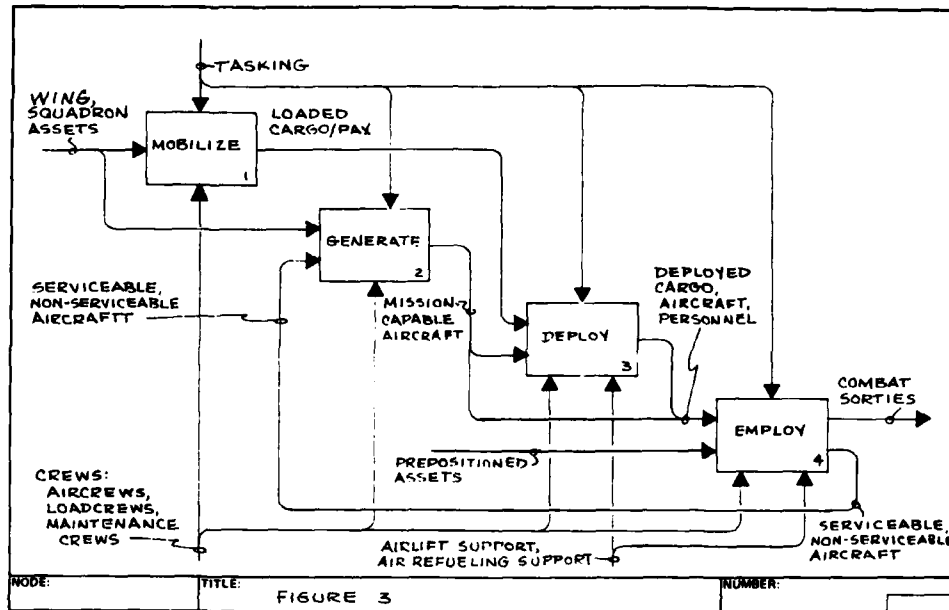 TASKING
WING,
SQUADRON
ASSETS
MOBILIZE
1
LOADED
CARGO/PAX
GENERATE
2
SERVICEABLE,
NON-SERVICEABLE
AIRCRAFTT
MISSION-
CAPABLE
AIRCRAFT
DEPLOY
3
DEPLOYED
CARGO,
AIRCRAFT,
PERSONNEL
EMPLOY
4
COMBAT
SORTIES
PREPOSITIONED
ASSETS
CREWS:
AIRCREWS,
LOADCREWS,
MAINTENANCE
CREWS
AIRLIFT SUPPORT,
AIR REFUELING SUPPORT
SERVICEABLE,
NON-SERVICEABLE
AIRCRAFT
NODE:
TITLE:
FIGURE 3
NUMBER: